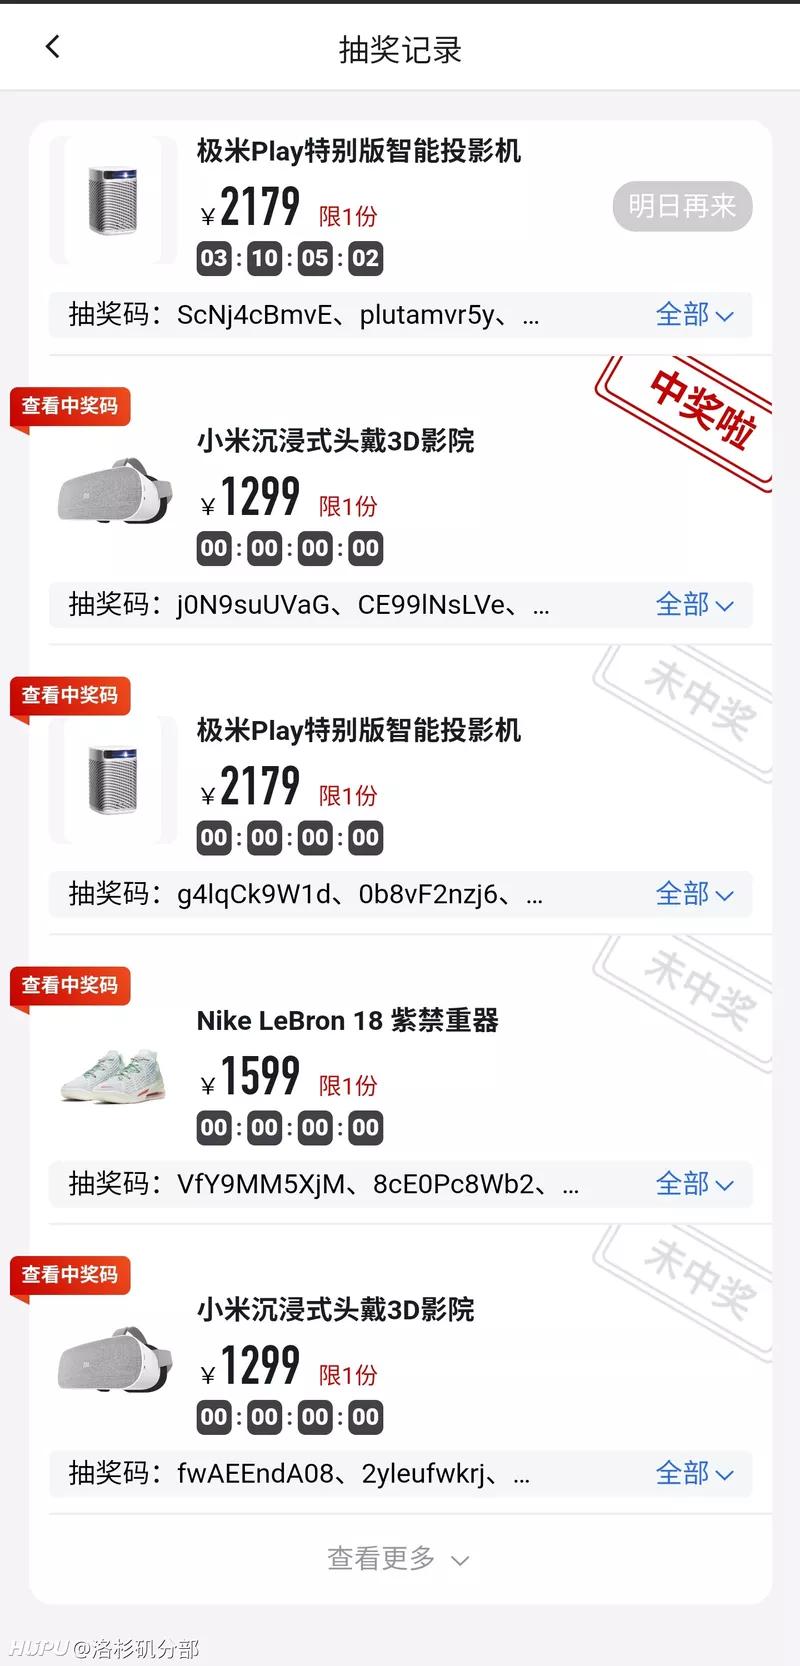 抽奖记录
极米Play特别版智能投影机
¥2179 限1份
明日再来
03:10:05:02
抽奖码：ScNj4cBmvE、plutamvr5y、...
全部
查看中奖码
中奖啦
小米沉浸式头戴3D影院
¥1299 限1份
00:00:00:00
抽奖码：j0N9suUVaG、CE99lNsLVe、...
全部
查看中奖码
未中奖
极米Play特别版智能投影机
¥2179 限1份
00:00:00:00
抽奖码：g4lqCk9W1d、0b8vF2nzj6、...
全部
查看中奖码
未中奖
Nike LeBron 18 紫禁重器
¥1599 限1份
00:00:00:00
抽奖码：VfY9MM5XjM、8cE0Pc8Wb2、...
全部
查看中奖码
未中奖
小米沉浸式头戴3D影院
¥1299 限1份
00:00:00:00
抽奖码：fwAEEndA08、2yleufwkrj、...
全部
查看更多
HUPU@洛杉矶分部